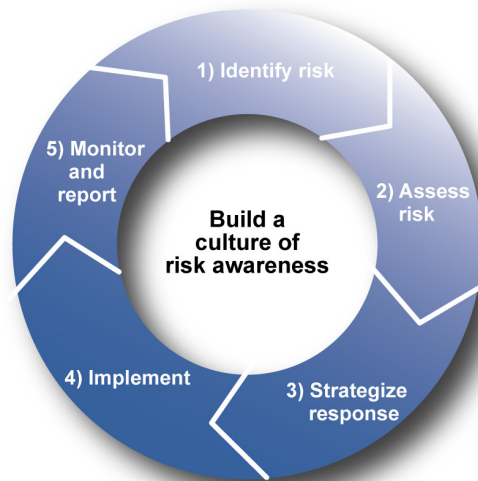 1) Identify risk
2) Assess
risk
3) Strategize
response
4) Implement
5) Monitor
and
report
Build a
culture of
risk awareness